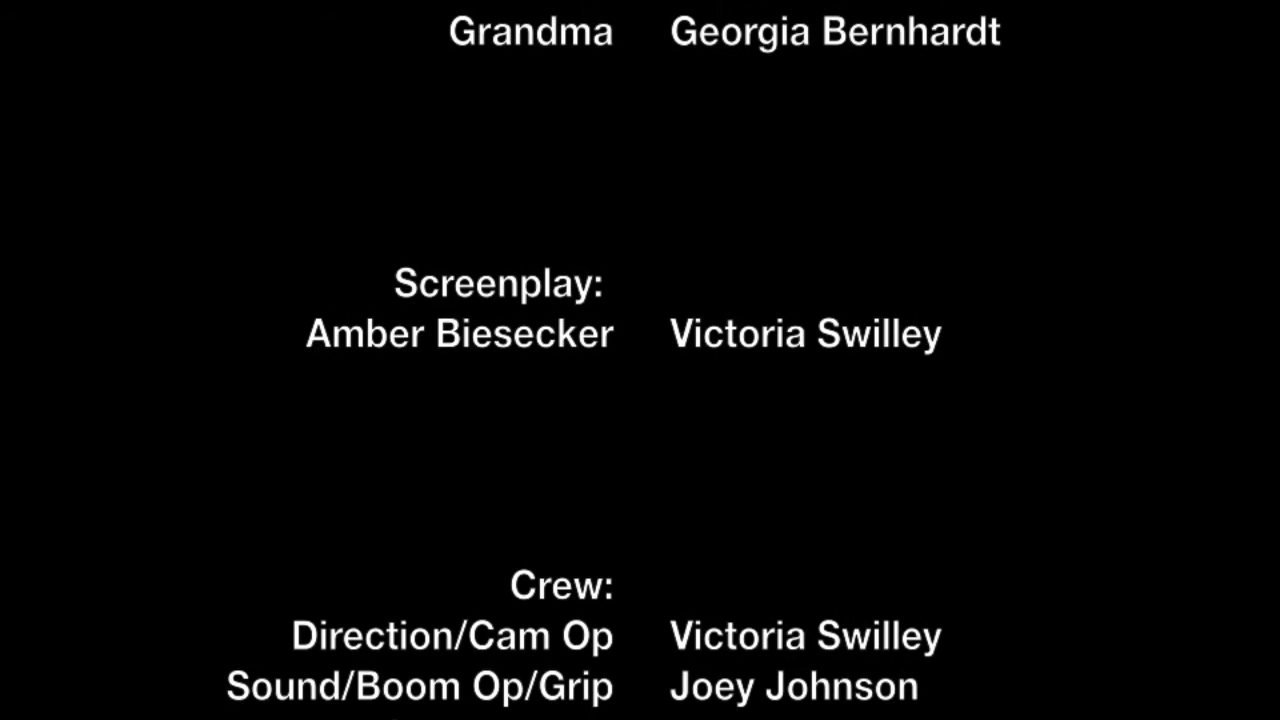 Grandma Georgia Bernhardt
Screenplay:
Amber Biesecker Victoria Swilley
Crew:
Direction/Cam Op Victoria Swilley
Sound/Boom Op/Grip Joey Johnson